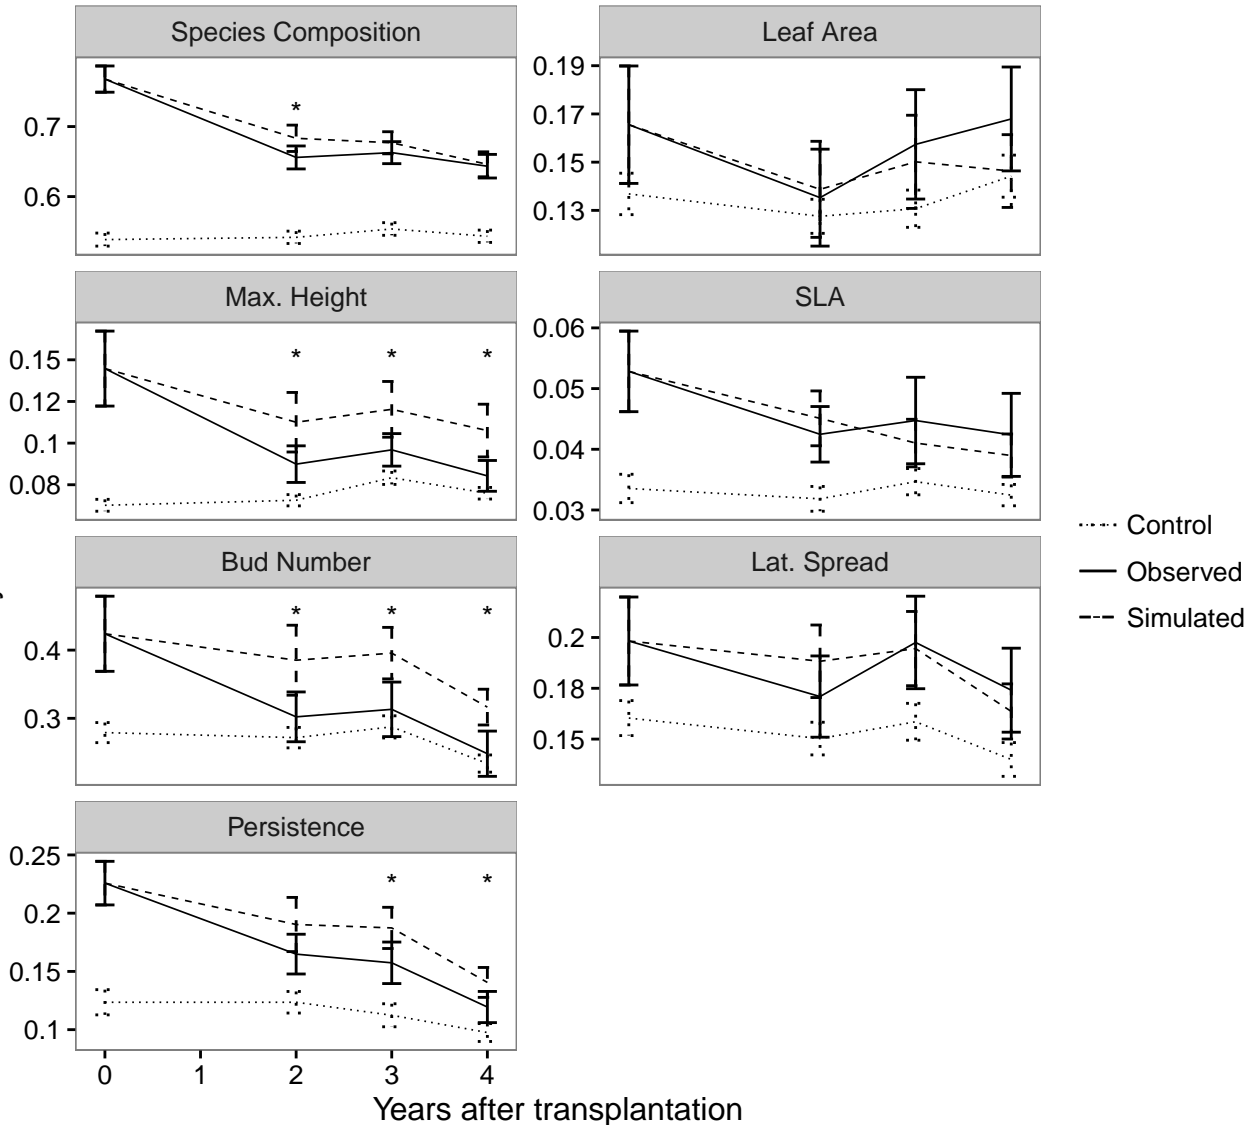 Species Composition
0.7
0.6
*
Leaf Area
0.19
0.17
0.15
0.13
Max. Height
0.15
0.12
0.1
0.08
* * *
SLA
0.06
0.05
0.04
0.03
Bud Number
0.4
0.3
* * *
Lat. Spread
0.2
0.18
0.15
Persistence
0.25
0.2
0.15
0.1
* *
0 1 2 3 4
Years after transplantation
Control
Observed
Simulated